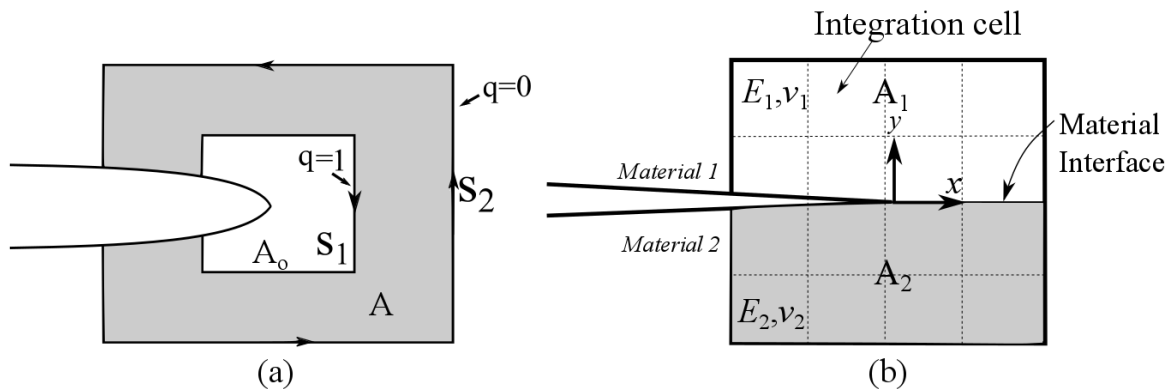 q=0
q=1
S₂
S₁
Aₒ
A
(a)
Integration cell
E₁,ν₁
A₁
y
Material
Interface
Material 1
x
Material 2
A₂
E₂,ν₂
(b)